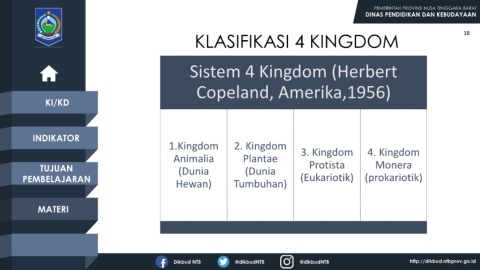 PEMERINTAH PROVINSI NUSA TENGGARA BARAT
DINAS PENDIDIKAN DAN KEBUDAYAAN
18
KLASIFIKASI 4 KINGDOM
Sistem 4 Kingdom (Herbert
Copeland, Amerika,1956)
KI/KD
INDIKATOR
TUJUAN
PEMBELAJARAN
MATERI
1.Kingdom
Animalia
(Dunia
Hewan)
2. Kingdom
Plantae
(Dunia
Tumbuhan)
3. Kingdom
Protista
(Eukariotik)
4. Kingdom
Monera
(prokariotik)
Dikbud NTB
@dikbudNTB
@dikbudNTB
http://dikbud.ntbprov.go.id